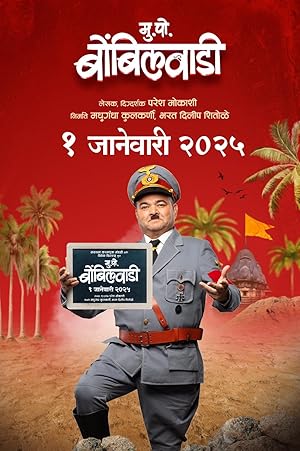 मु.पो.
बोंबिलवाडी
लेखक, दिग्दर्शक परेश मोकाशी
निर्माते मधुगंधा कुलकर्णी, भरत दिलीप शितोळे
१ जानेवारी २०२५
मु.पो.
बोंबिलवाडी
१ जानेवारी २०२५